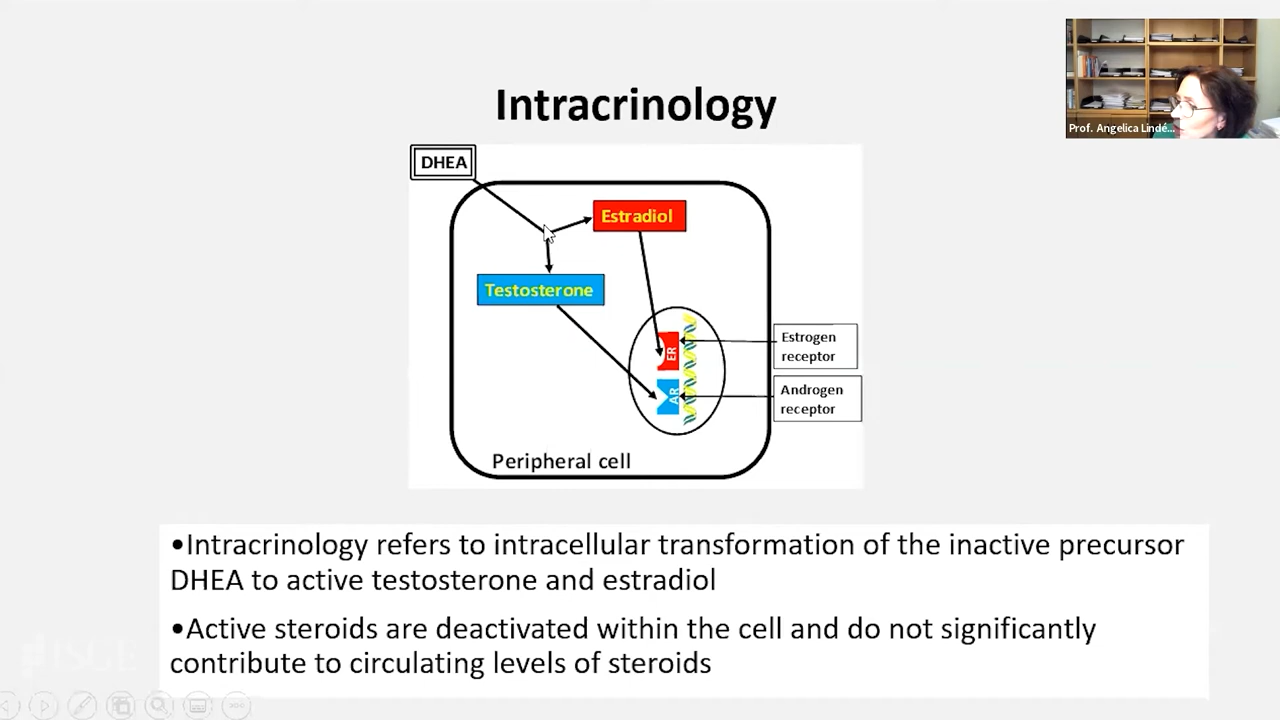 Intracrinology
Prof. Angelica Lindé...
DHEA
Estradiol
Testosterone
ER
AR
Estrogen
receptor
Androgen
receptor
Peripheral cell
•Intracrinology refers to intracellular transformation of the inactive precursor
DHEA to active testosterone and estradiol
•Active steroids are deactivated within the cell and do not significantly
contribute to circulating levels of steroids